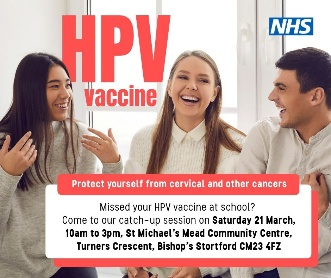 HPV
vaccine
NHS
Protect yourself from cervical and other cancers
Missed your HPV vaccine at school?
Come to our catch-up session on Saturday 21 March,
10am to 3pm, St Michael's Mead Community Centre,
Turners Crescent, Bishop's Stortford CM23 4FZ